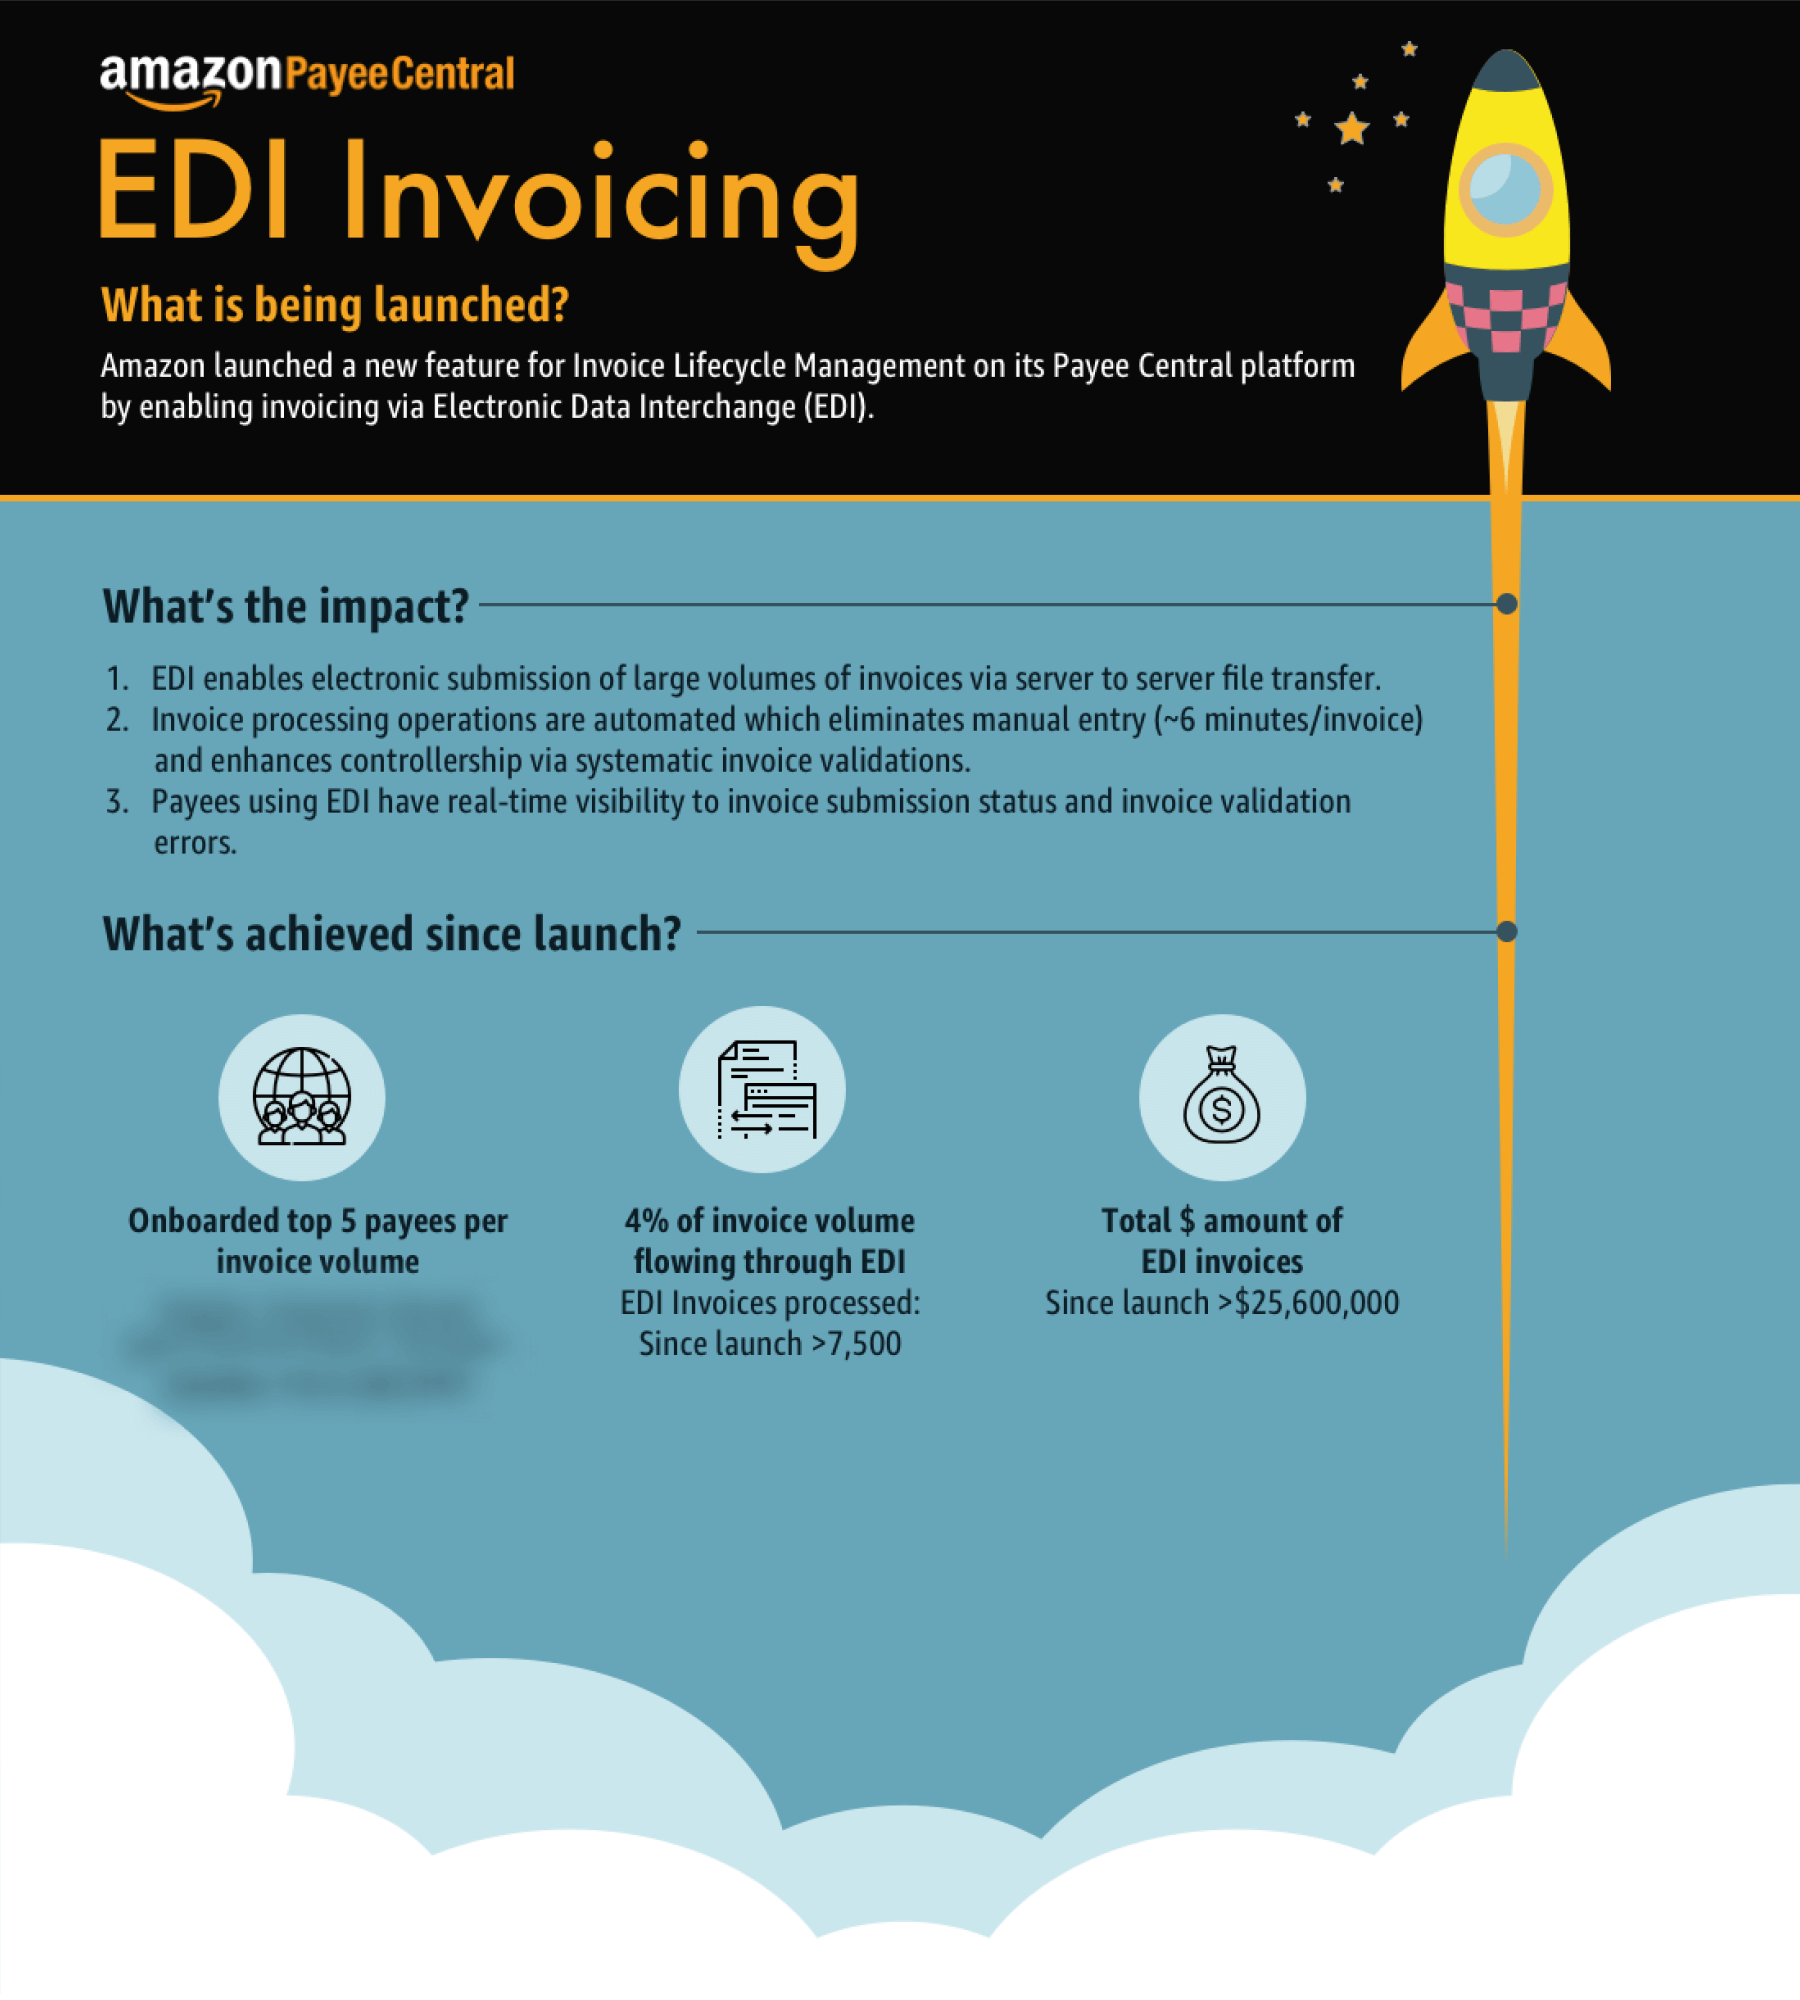 amazon PayeeCentral
EDI Invoicing
What is being launched?
Amazon launched a new feature for Invoice Lifecycle Management on its Payee Central platform
by enabling invoicing via Electronic Data Interchange (EDI).
What's the impact?
1. EDI enables electronic submission of large volumes of invoices via server to server file transfer.
2. Invoice processing operations are automated which eliminates manual entry (~6 minutes/invoice)
and enhances controllership via systematic invoice validations.
3. Payees using EDI have real-time visibility to invoice submission status and invoice validation
errors.
What's achieved since launch?
Onboarded top 5 payees per
invoice volume
4% of invoice volume
flowing through EDI
EDI Invoices processed:
Since launch >7,500
Total $ amount of
EDI invoices
Since launch >$25,600,000